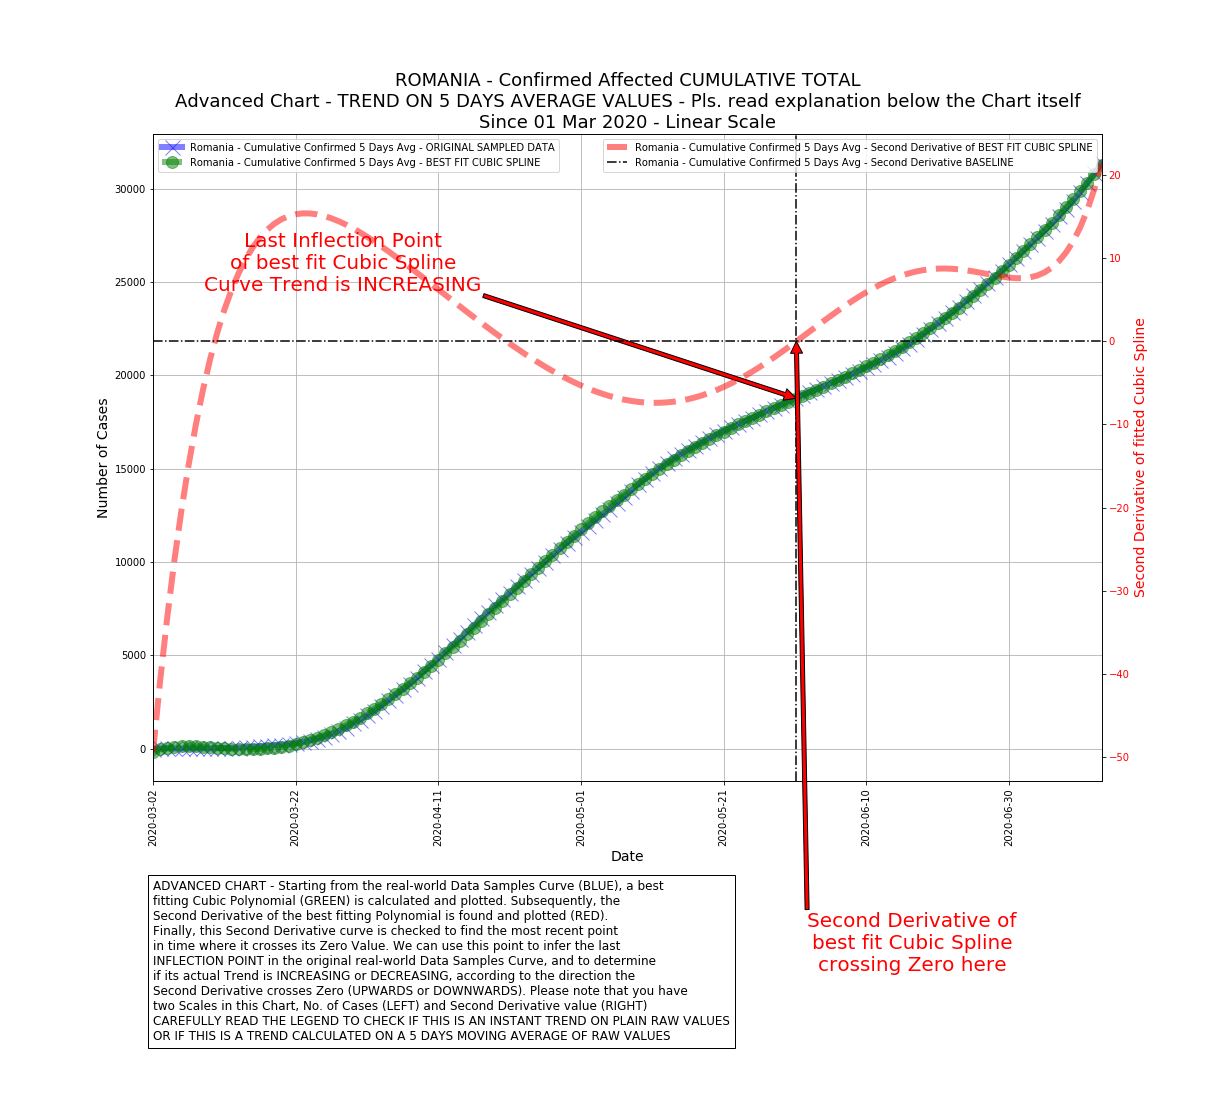 ROMANIA - Confirmed Affected CUMULATIVE TOTAL
Advanced Chart - TREND ON 5 DAYS AVERAGE VALUES - Pls. read explanation below the Chart itself
Since 01 Mar 2020 - Linear Scale
Romania - Cumulative Confirmed 5 Days Avg - ORIGINAL SAMPLED DATA
Romania - Cumulative Confirmed 5 Days Avg - BEST FIT CUBIC SPLINE
Romania - Cumulative Confirmed 5 Days Avg - Second Derivative of BEST FIT CUBIC SPLINE
Romania - Cumulative Confirmed 5 Days Avg - Second Derivative BASELINE
Last Inflection Point
of best fit Cubic Spline
Curve Trend is INCREASING
Number of Cases
30000
25000
20000
15000
10000
5000
0
20
10
0
−10
−20
−30
−40
−50
Second Derivative of fitted Cubic Spline
2020-03-02
2020-03-22
2020-04-11
2020-05-01
2020-05-21
2020-06-10
2020-06-30
Date
Second Derivative of
best fit Cubic Spline
crossing Zero here
ADVANCED CHART - Starting from the real-world Data Samples Curve (BLUE), a best
fitting Cubic Polynomial (GREEN) is calculated and plotted. Subsequently, the
Second Derivative of the best fitting Polynomial is found and plotted (RED).
Finally, this Second Derivative curve is checked to find the most recent point
in time where it crosses its Zero Value. We can use this point to infer the last
INFLECTION POINT in the original real-world Data Samples Curve, and to determine
if its actual Trend is INCREASING or DECREASING, according to the direction the
Second Derivative crosses Zero (UPWARDS or DOWNWARDS). Please note that you have
two Scales in this Chart, No. of Cases (LEFT) and Second Derivative value (RIGHT)
CAREFULLY READ THE LEGEND TO CHECK IF THIS IS AN INSTANT TREND ON PLAIN RAW VALUES
OR IF THIS IS A TREND CALCULATED ON A 5 DAYS MOVING AVERAGE OF RAW VALUES